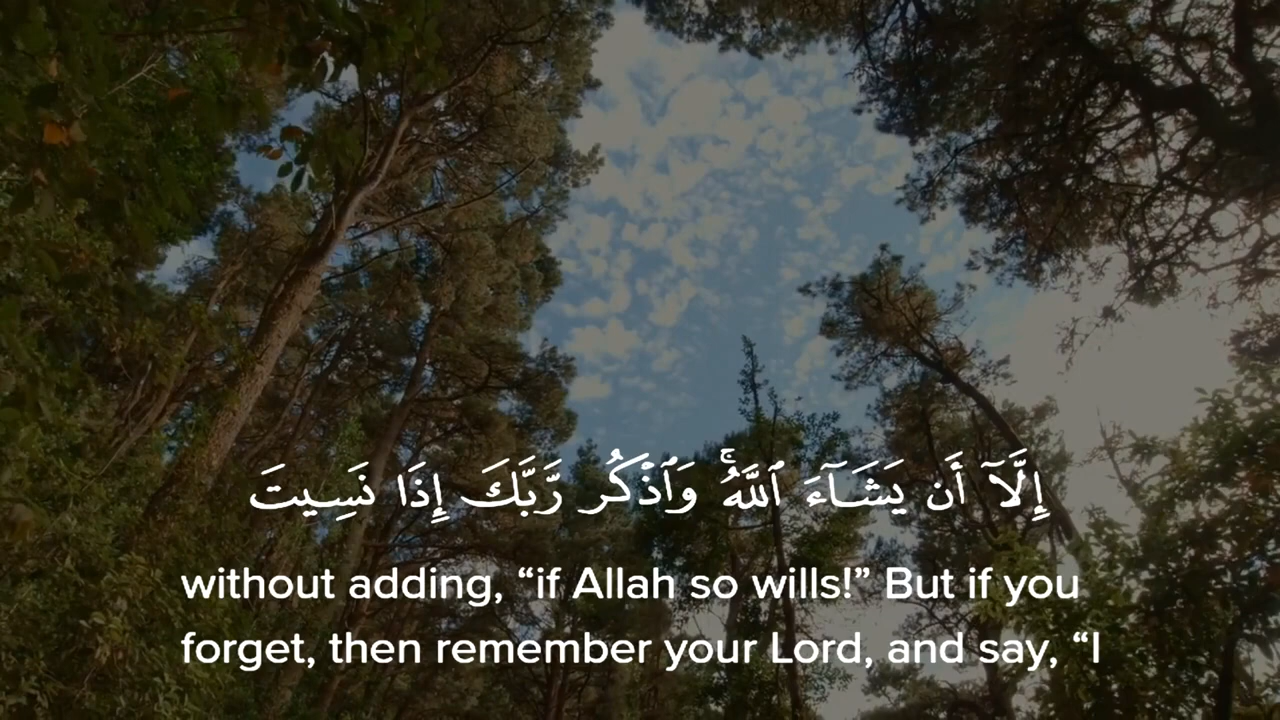 إِلَّآ أَن يَشَآءَ ٱللَّهُ ۚ وَٱذْكُر رَّبَّكَ إِذَا نَسِيتَ
without adding, “if Allah so wills!” But if you
forget, then remember your Lord, and say, “I